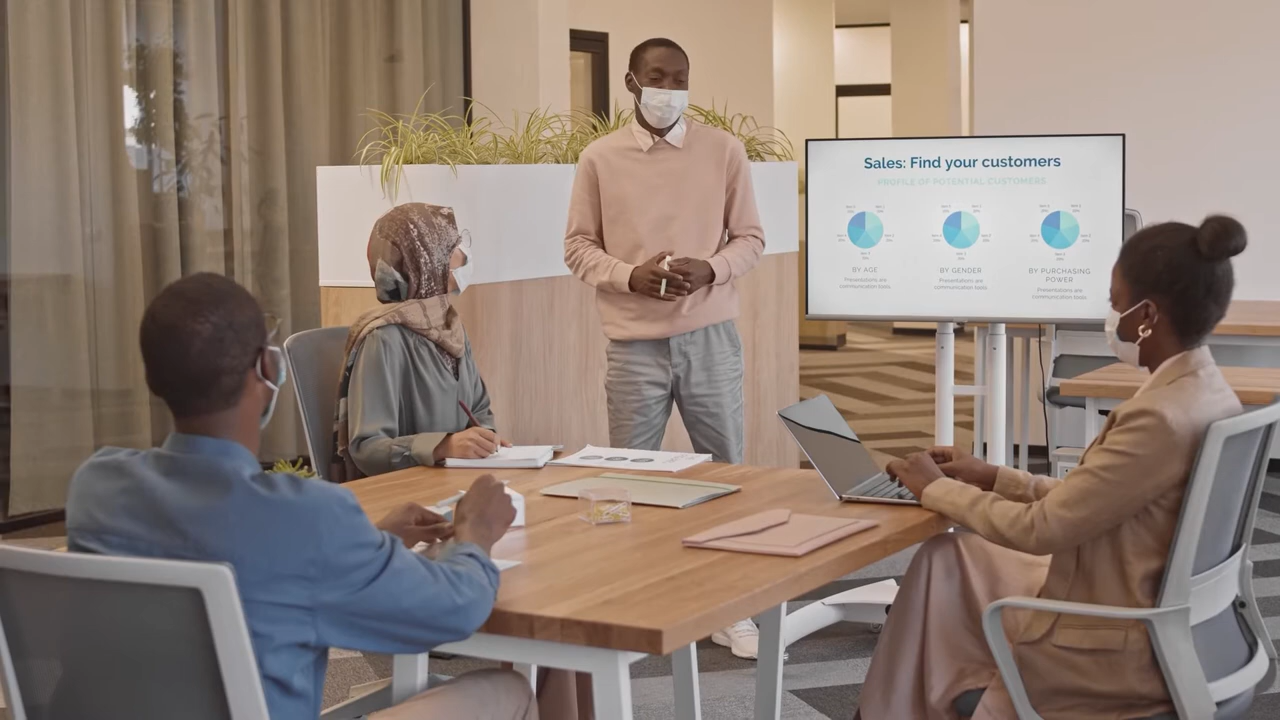 Sales: Find your customers
PROFILE OF POTENTIAL CUSTOMERS
BY AGE
Presentations are
communication tools
BY GENDER
Presentations are
communication tools
BY PURCHASING
POWER
Presentations are
communication tools